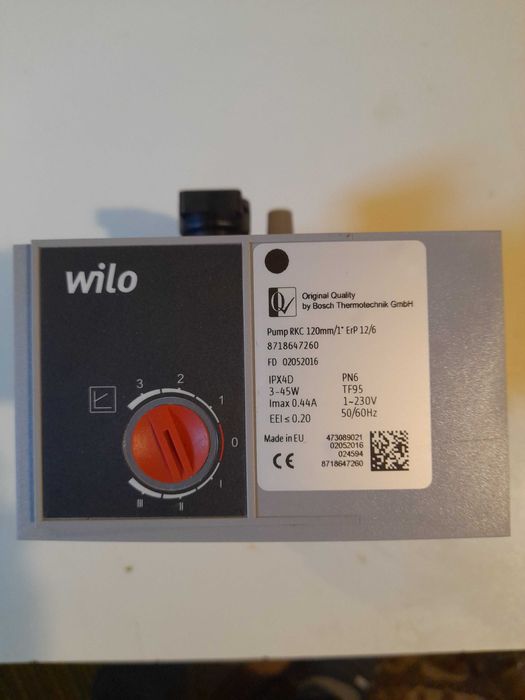 wilo
3
2
1
0
I
II
III
QV
Original Quality
by Bosch Thermotechnik GmbH
Pump RKC 120mm/1" ErP 12/6
8718647260
FD 02052016
IPX4D PN6
3-45W TF95
Imax 0.44A 1~230V
EEI ≤ 0.20 50/60Hz
Made in EU
473089021
02052016
024594
8718647260
CE